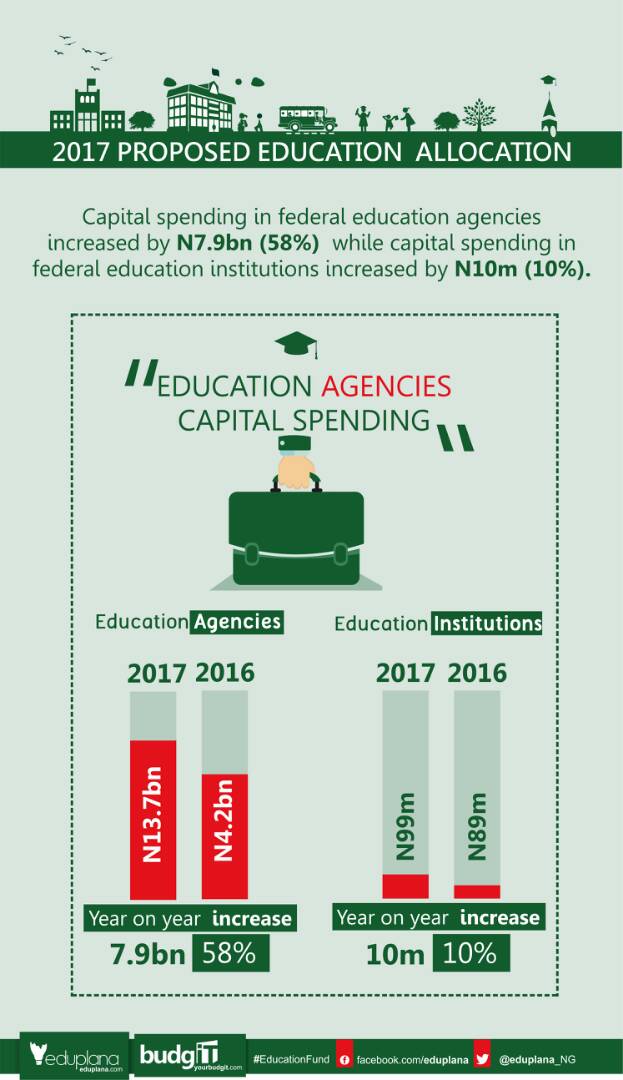 2017 PROPOSED EDUCATION ALLOCATION
Capital spending in federal education agencies
increased by N7.9bn (58%) while capital spending in
federal education institutions increased by N10m (10%).
"EDUCATION AGENCIES
CAPITAL SPENDING"
Education Agencies
2017 2016
N13.7bn
N4.2bn
Year on year increase
7.9bn 58%
Education Institutions
2017 2016
N99m
N89m
Year on year increase
10m 10%
eduplana
eduplana.com
budgIT
yourbudgit.com
#EducationFund
facebook.com/eduplana
@eduplana_NG